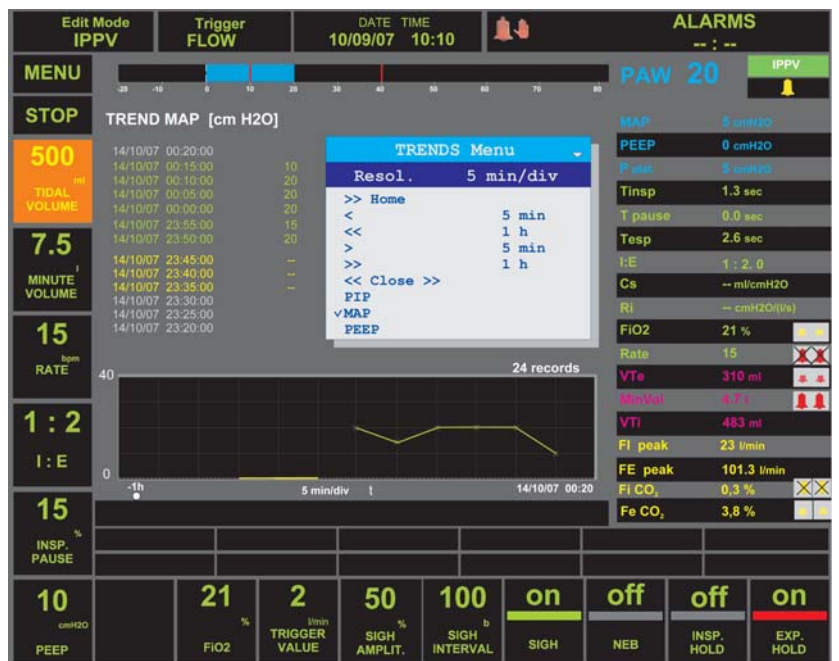 Edit Mode
IPPV
Trigger
FLOW
DATE TIME
10/09/07 10:10
ALARMS
-- : --
MENU
-20 -10 0 10 20 30 40 50 60 70 80
PAW 20
IPPV
STOP
TREND MAP [cm H2O]
500
ml
TIDAL
VOLUME
7.5
l
MINUTE
VOLUME
15
bpm
RATE
1 : 2
I : E
15
%
INSP.
PAUSE
10
cmH2O
PEEP
14/10/07 00:20:00
14/10/07 00:15:00 10
14/10/07 00:10:00 20
14/10/07 00:05:00 20
14/10/07 00:00:00 20
14/10/07 23:55:00 15
14/10/07 23:50:00 20
14/10/07 23:45:00 --
14/10/07 23:40:00 --
14/10/07 23:35:00 --
14/10/07 23:30:00
14/10/07 23:25:00
14/10/07 23:20:00
TRENDS Menu
Resol. 5 min/div
>> Home
< 5 min
<< 1 h
> 5 min
>> 1 h
<< Close >>
PIP
✓MAP
PEEP
24 records
40
0
-1h
5 min/div t
14/10/07 00:20
MAP 5 cmH2O
PEEP 0 cmH2O
P plat. 5 cmH2O
Tinsp 1.3 sec
T pause 0.0 sec
Tesp 2.6 sec
I:E 1 : 2. 0
Cs -- ml/cmH2O
Ri -- cmH2O/(l/s)
FiO2 21 %
Rate 15
VTe 310 ml
MinVol 4.7 l
VTi 483 ml
FI peak 23 l/min
FE peak 101.3 l/min
Fi CO₂ 0,3 %
Fe CO₂ 3,8 %
21
%
FiO2
2
l/min
TRIGGER
VALUE
50
%
SIGH
AMPLIT.
100
b
SIGH
INTERVAL
on
SIGH
off
NEB
off
INSP.
HOLD
on
EXP.
HOLD